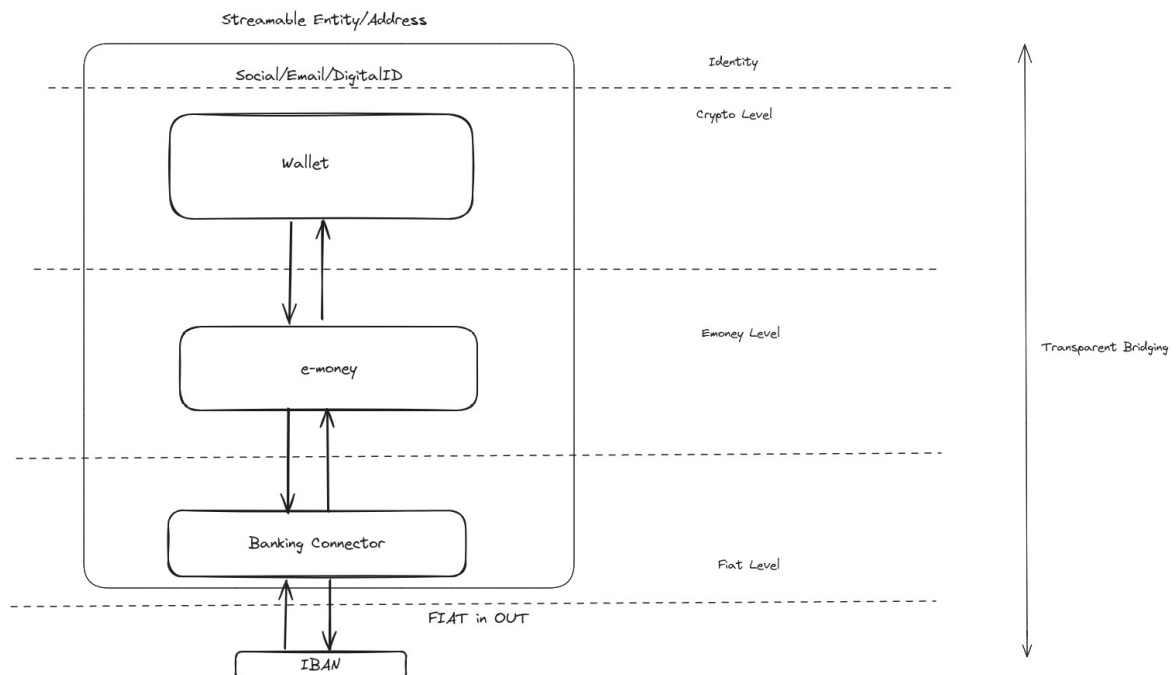 Streamable Entity/Address
Identity
Social/Email/DigitalID
Crypto Level
Wallet
Emoney Level
Transparent Bridging
e-money
Banking Connector
Fiat Level
FIAT in OUT
IBAN